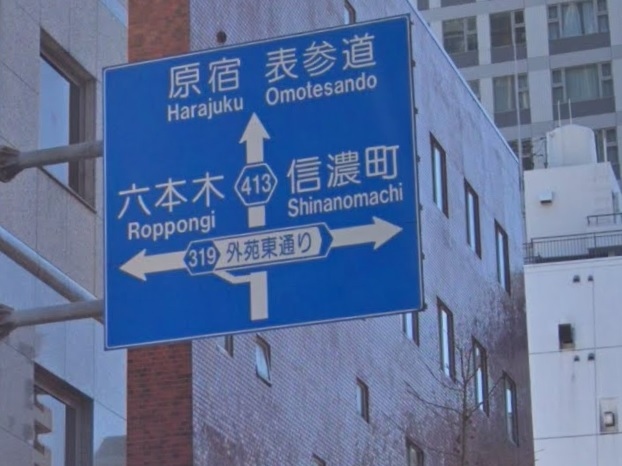 原宿 表参道
Harajuku Omotesando
六本木 413 信濃町
Roppongi Shinanomachi
319 外苑東通り